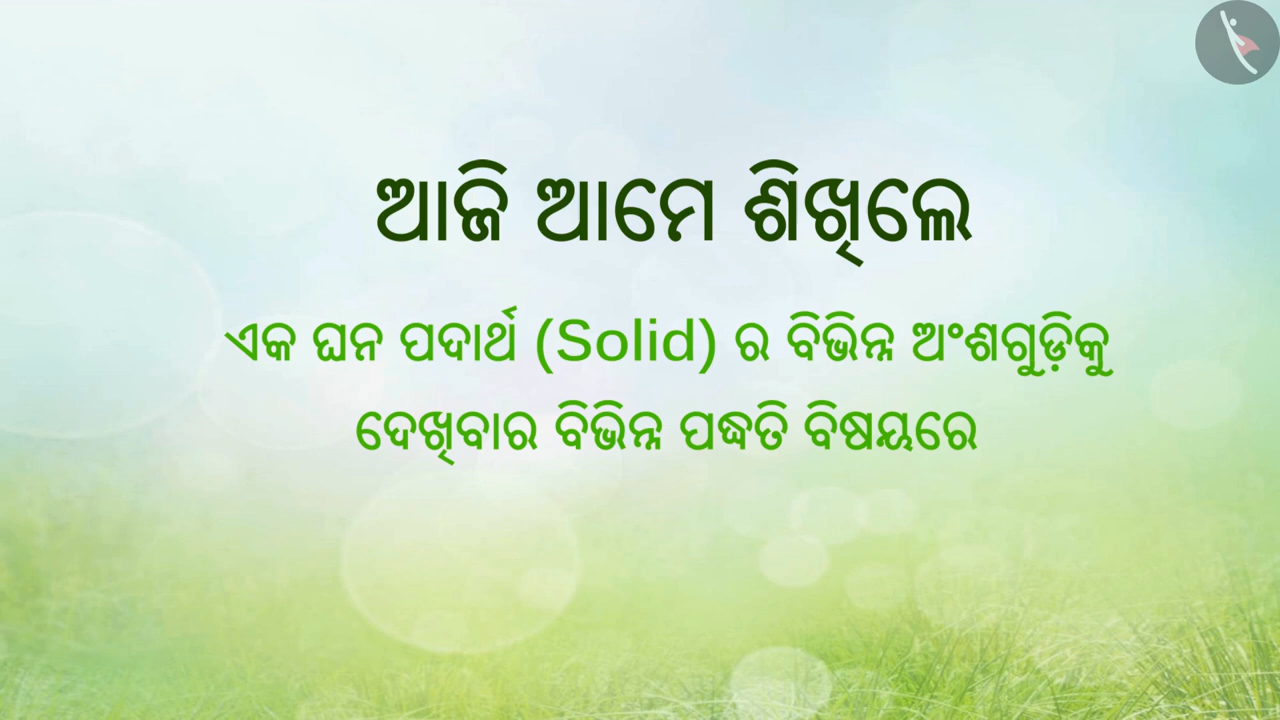 ଆଜି ଆମେ ଶିଖିଲେ
ଏକ ଘନ ପଦାର୍ଥ (Solid) ର ବିଭିନ୍ନ ଅଂଶଗୁଡ଼ିକୁ
ଦେଖିବାର ବିଭିନ୍ନ ପଦ୍ଧତି ବିଷୟରେ